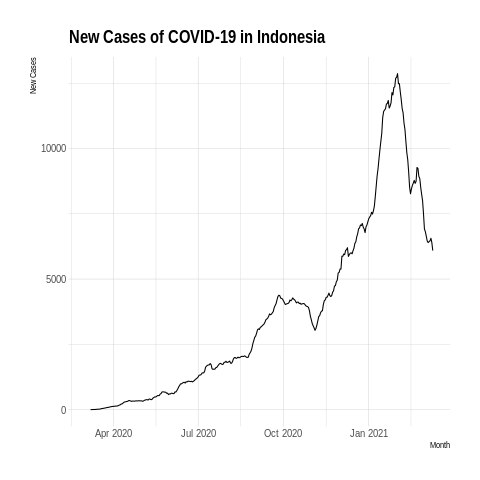 New Cases of COVID-19 in Indonesia
New Cases
10000
5000
0
Apr 2020 Jul 2020 Oct 2020 Jan 2021
Month